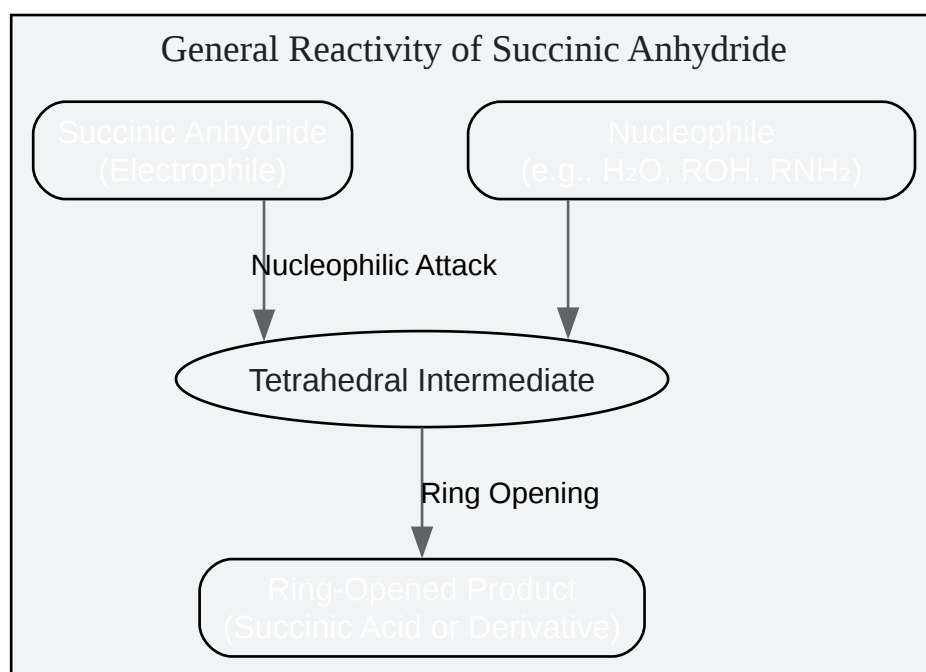 General Reactivity of Succinic Anhydride
Succinic Anhydride
(Electrophile)
Nucleophile
(e.g., H₂O, ROH, RNH₂)
Nucleophilic Attack
Tetrahedral Intermediate
Ring Opening
Ring-Opened Product
(Succinic Acid or Derivative)